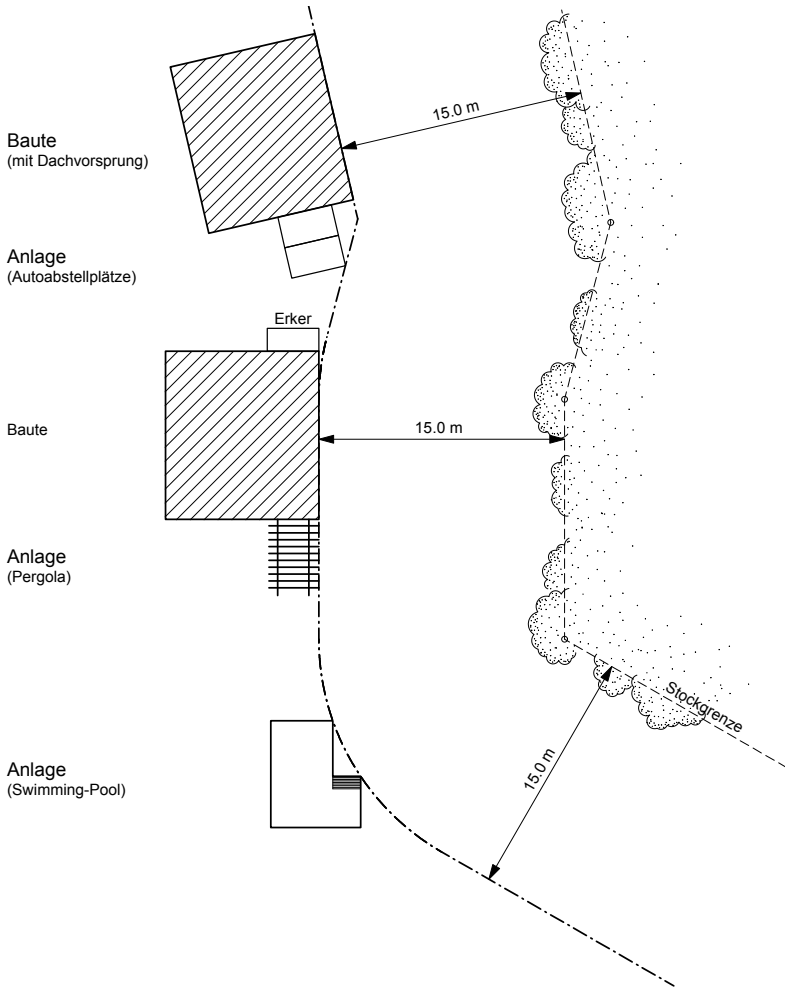 15.0 m
Baute
(mit Dachvorsprung)
Anlage
(Autoabstellplätze)
Erker
Baute
15.0 m
Anlage
(Pergola)
Stockgrenze
15.0 m
Anlage
(Swimming-Pool)